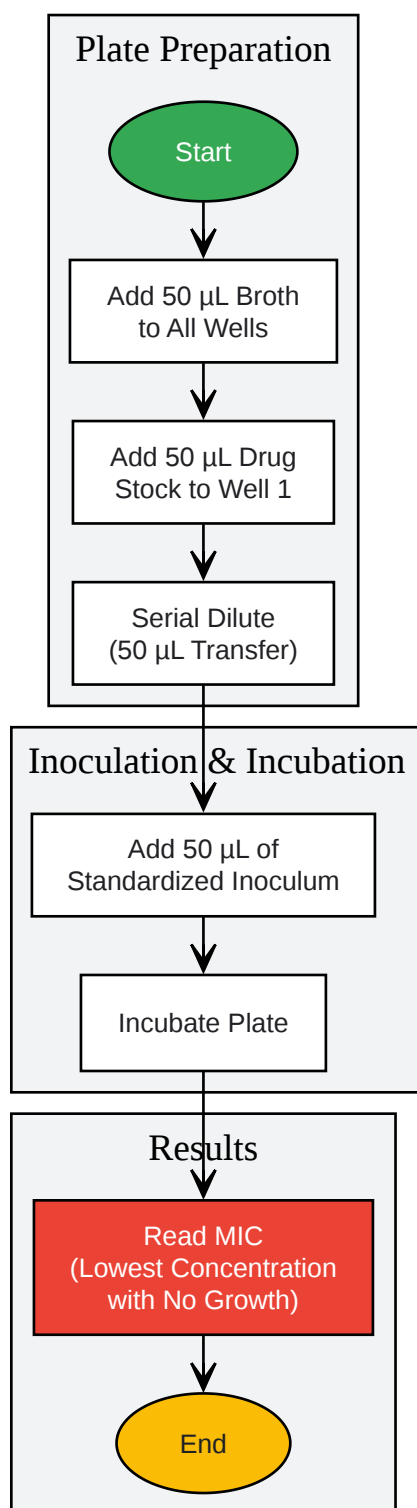 Plate Preparation
Start
Add 50 µL Broth
to All Wells
Add 50 µL Drug
Stock to Well 1
Serial Dilute
(50 µL Transfer)
Inoculation & Incubation
Add 50 µL of
Standardized Inoculum
Incubate Plate
Results
Read MIC
(Lowest Concentration
with No Growth)
End